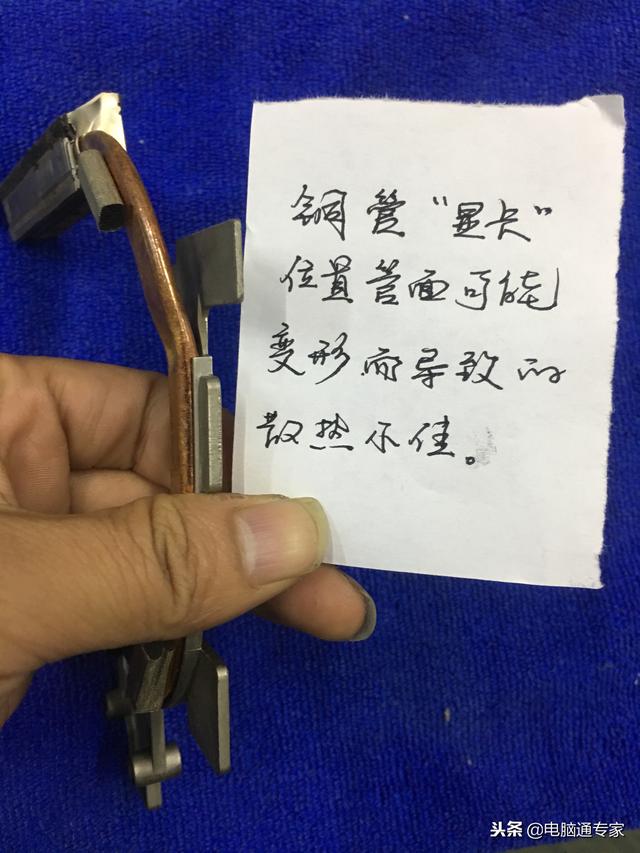 铜管“显卡”
位置管面可能
变形而导致的
散热不佳。
头条@电脑通专家